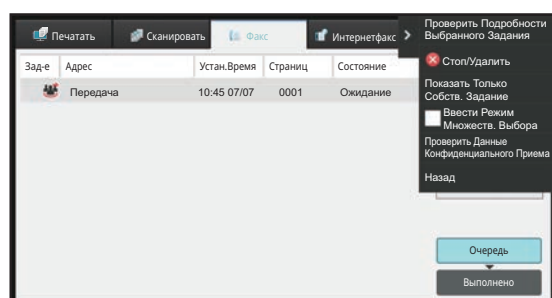 Печатать
Сканировать
Факс
Интернетфакс
Зад-е Адрес Устан.Время Страниц Состояние
Передача 10:45 07/07 0001 Ожидание
Проверить Подробности
Выбранного Задания
Стоп/Удалить
Показать Только
Собств. Задание
Ввести Режим
Множеств. Выбора
Проверить Данные
Конфиденциального Приема
Назад
Очередь
Выполнено